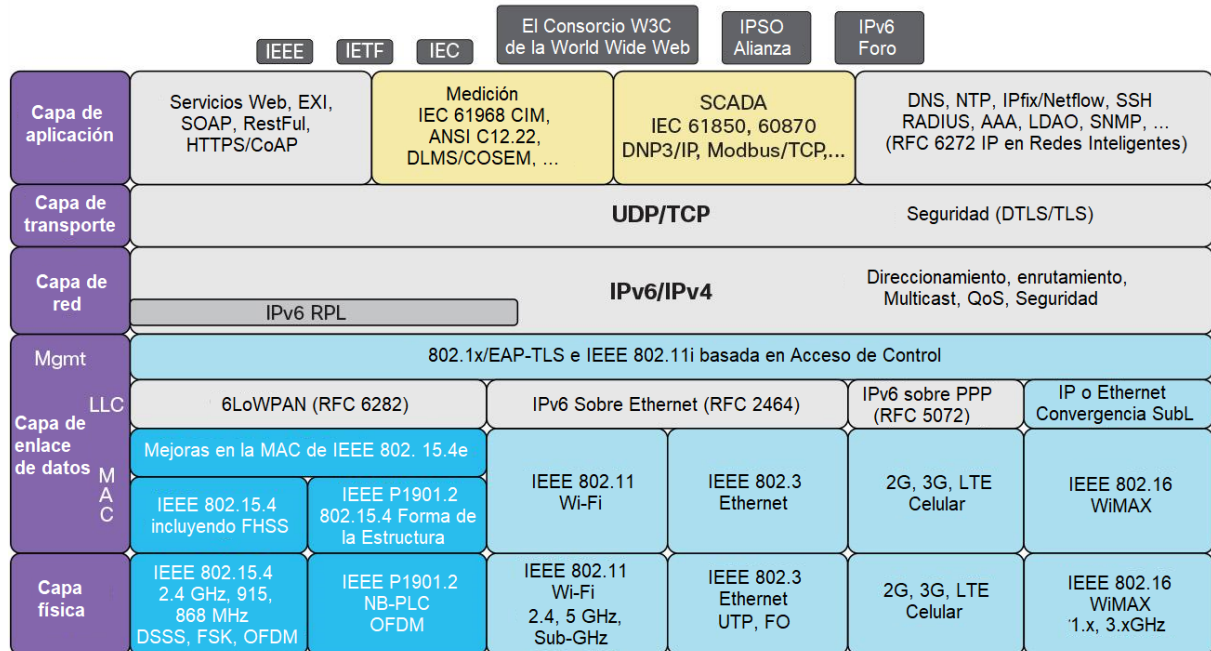 IEEE
IETF
IEC
El Consorcio W3C
de la World Wide Web
IPSO
Alianza
IPv6
Foro
Capa de
aplicación
Servicios Web, EXI,
SOAP, RestFul,
HTTPS/CoAP
Medición
IEC 61968 CIM,
ANSI C12.22,
DLMS/COSEM, ...
SCADA
IEC 61850, 60870
DNP3/IP, Modbus/TCP,...
DNS, NTP, IPfix/Netflow, SSH
RADIUS, AAA, LDAO, SNMP, ...
(RFC 6272 IP en Redes Inteligentes)
Capa de
transporte
UDP/TCP
Seguridad (DTLS/TLS)
Capa de
red
IPv6/IPv4
Direccionamiento, enrutamiento,
Multicast, QoS, Seguridad
IPv6 RPL
Mgmt
802.1x/EAP-TLS e IEEE 802.11i basada en Acceso de Control
LLC
6LoWPAN (RFC 6282)
IPv6 Sobre Ethernet (RFC 2464)
IPv6 sobre PPP
(RFC 5072)
IP o Ethernet
Convergencia SubL
Capa de
enlace
de datos
M
A
C
Mejoras en la MAC de IEEE 802. 15.4e
IEEE 802.15.4
incluyendo FHSS
IEEE P1901.2
802.15.4 Forma de
la Estructura
IEEE 802.11
Wi-Fi
IEEE 802.3
Ethernet
2G, 3G, LTE
Celular
IEEE 802.16
WiMAX
Capa
física
IEEE 802.15.4
2.4 GHz, 915,
868 MHz
DSSS, FSK, OFDM
IEEE P1901.2
NB-PLC
OFDM
IEEE 802.11
Wi-Fi
2.4, 5 GHz,
Sub-GHz
IEEE 802.3
Ethernet
UTP, FO
2G, 3G, LTE
Celular
IEEE 802.16
WiMAX
1.x, 3.xGHz